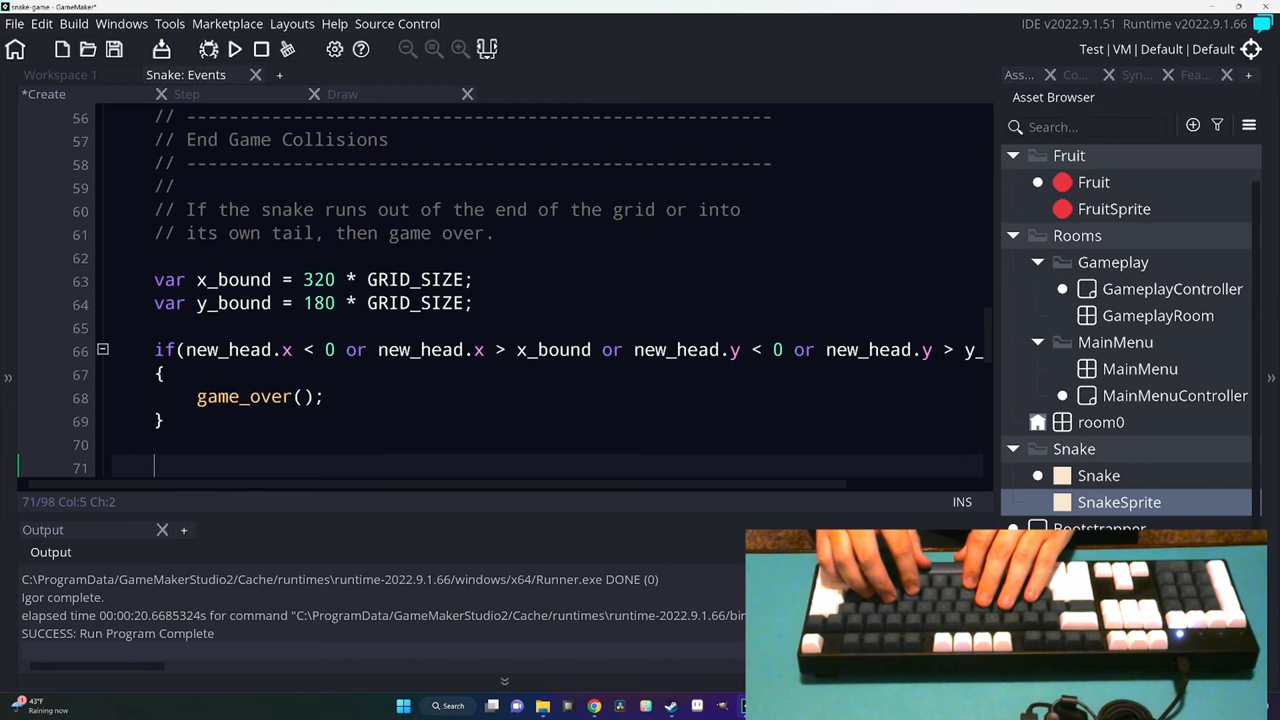 *snake-game - GameMaker*
File Edit Build Windows Tools Marketplace Layouts Help Source Control
IDE v2022.9.1.51 Runtime v2022.9.1.66
Test | VM | Default | Default
Workspace 1
Snake: Events
*Create
Step
Draw
56 // -------------------------------------------------------
57 // End Game Collisions
58 // -------------------------------------------------------
59 //
60 // If the snake runs out of the end of the grid or into
61 // its own tail, then game over.
62
63 var x_bound = 320 * GRID_SIZE;
64 var y_bound = 180 * GRID_SIZE;
65
66 if(new_head.x < 0 or new_head.x > x_bound or new_head.y < 0 or new_head.y > y_
67 {
68 game_over();
69 }
70
71
71/98 Col:5 Ch:2
INS
Output
Output
C:\ProgramData/GameMakerStudio2/Cache/runtimes\runtime-2022.9.1.66/windows/x64/Runner.exe DONE (0)
Igor complete.
elapsed time 00:00:20.6685324s for command "C:\ProgramData/GameMakerStudio2/Cache/runtimes\runtime-2022.9.1.66/bin
SUCCESS: Run Program Complete
Ass...
Co...
Syn...
Fea...
Asset Browser
Search...
Fruit
Fruit
FruitSprite
Rooms
Gameplay
GameplayController
GameplayRoom
MainMenu
MainMenu
MainMenuController
room0
Snake
Snake
SnakeSprite
Bootstrapper
43°F
Raining now
Search